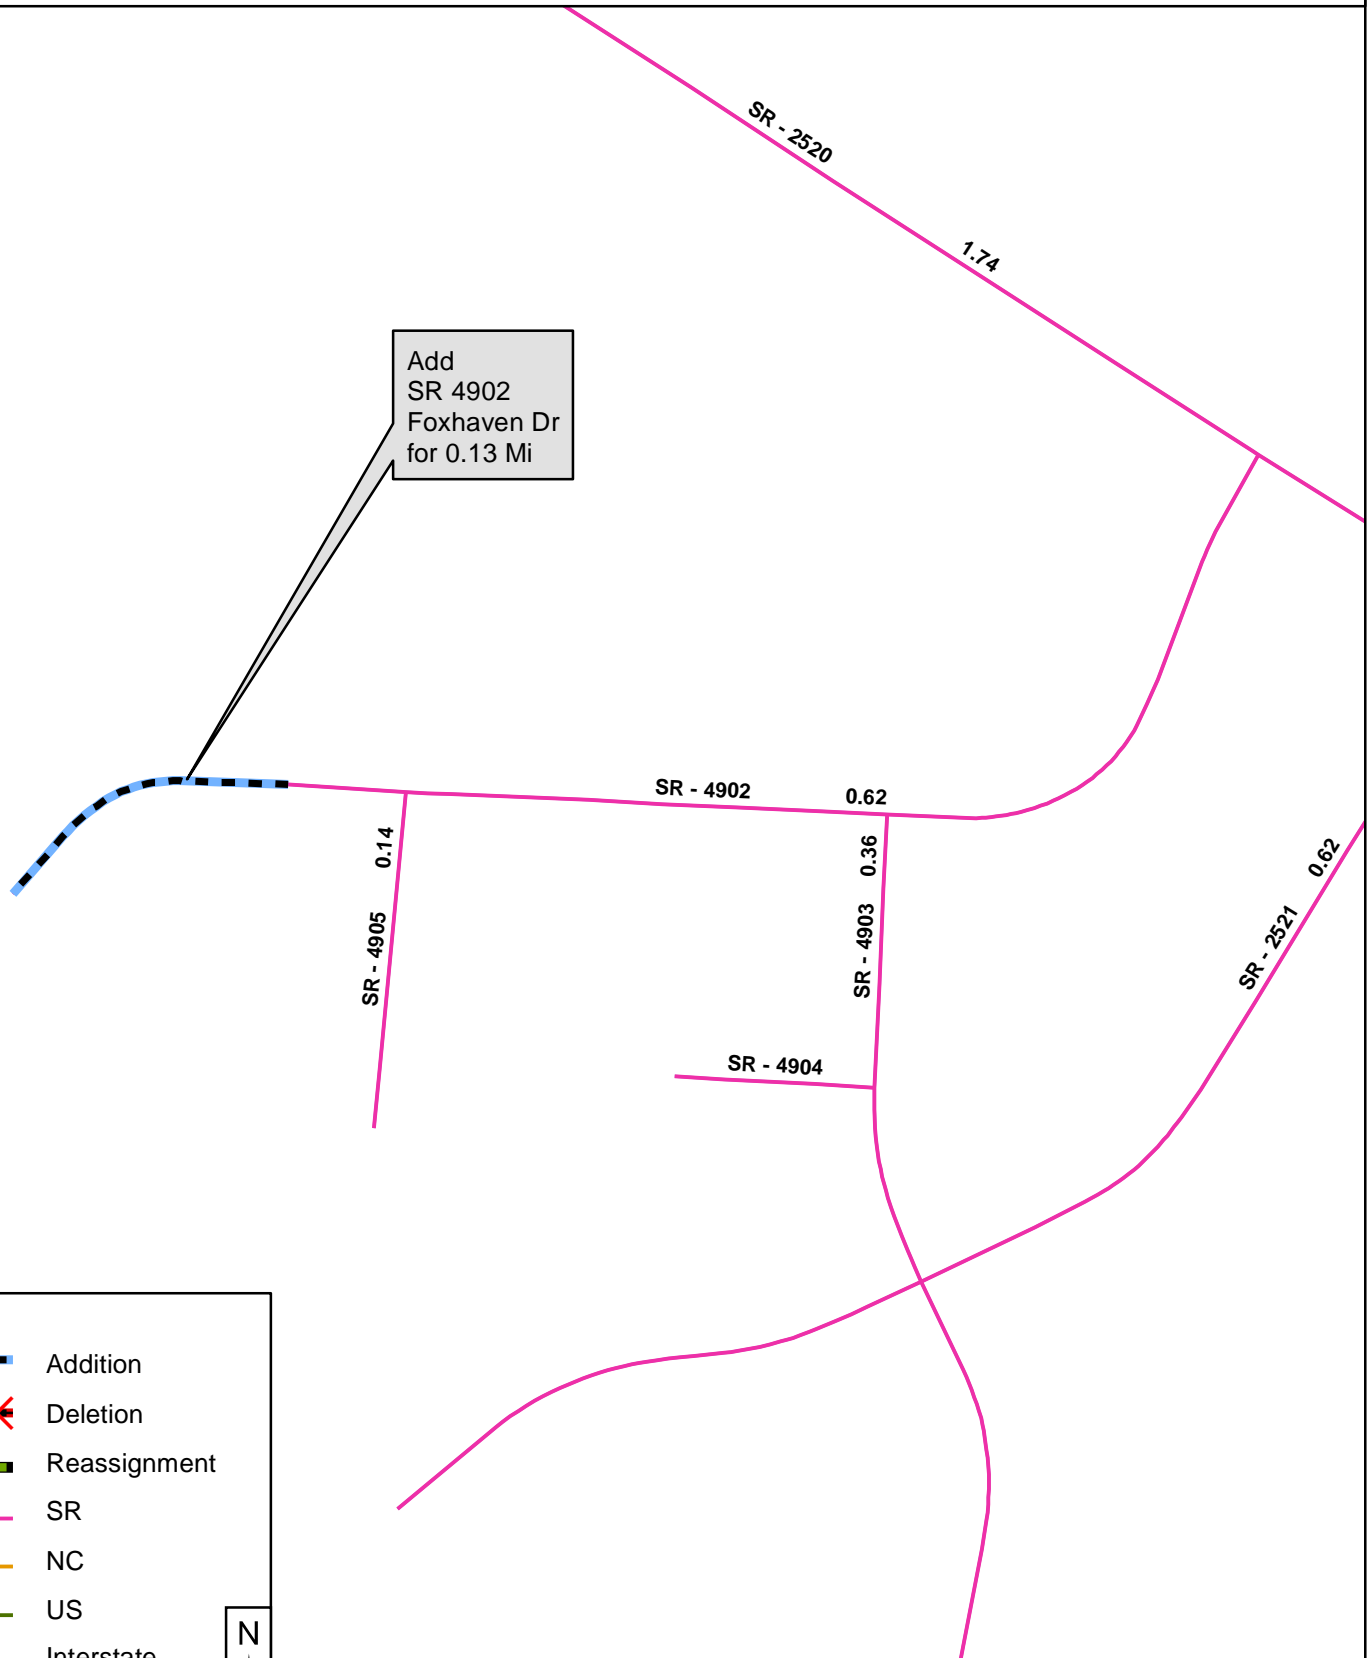 SR - 2520
1.74
Add
SR 4902
Foxhaven Dr
for 0.13 Mi
SR - 4902
0.62
0.14
SR - 4905
0.36
SR - 4903
0.62
SR - 2521
SR - 4904
Addition
Deletion
Reassignment
SR
NC
US
Interstate
N